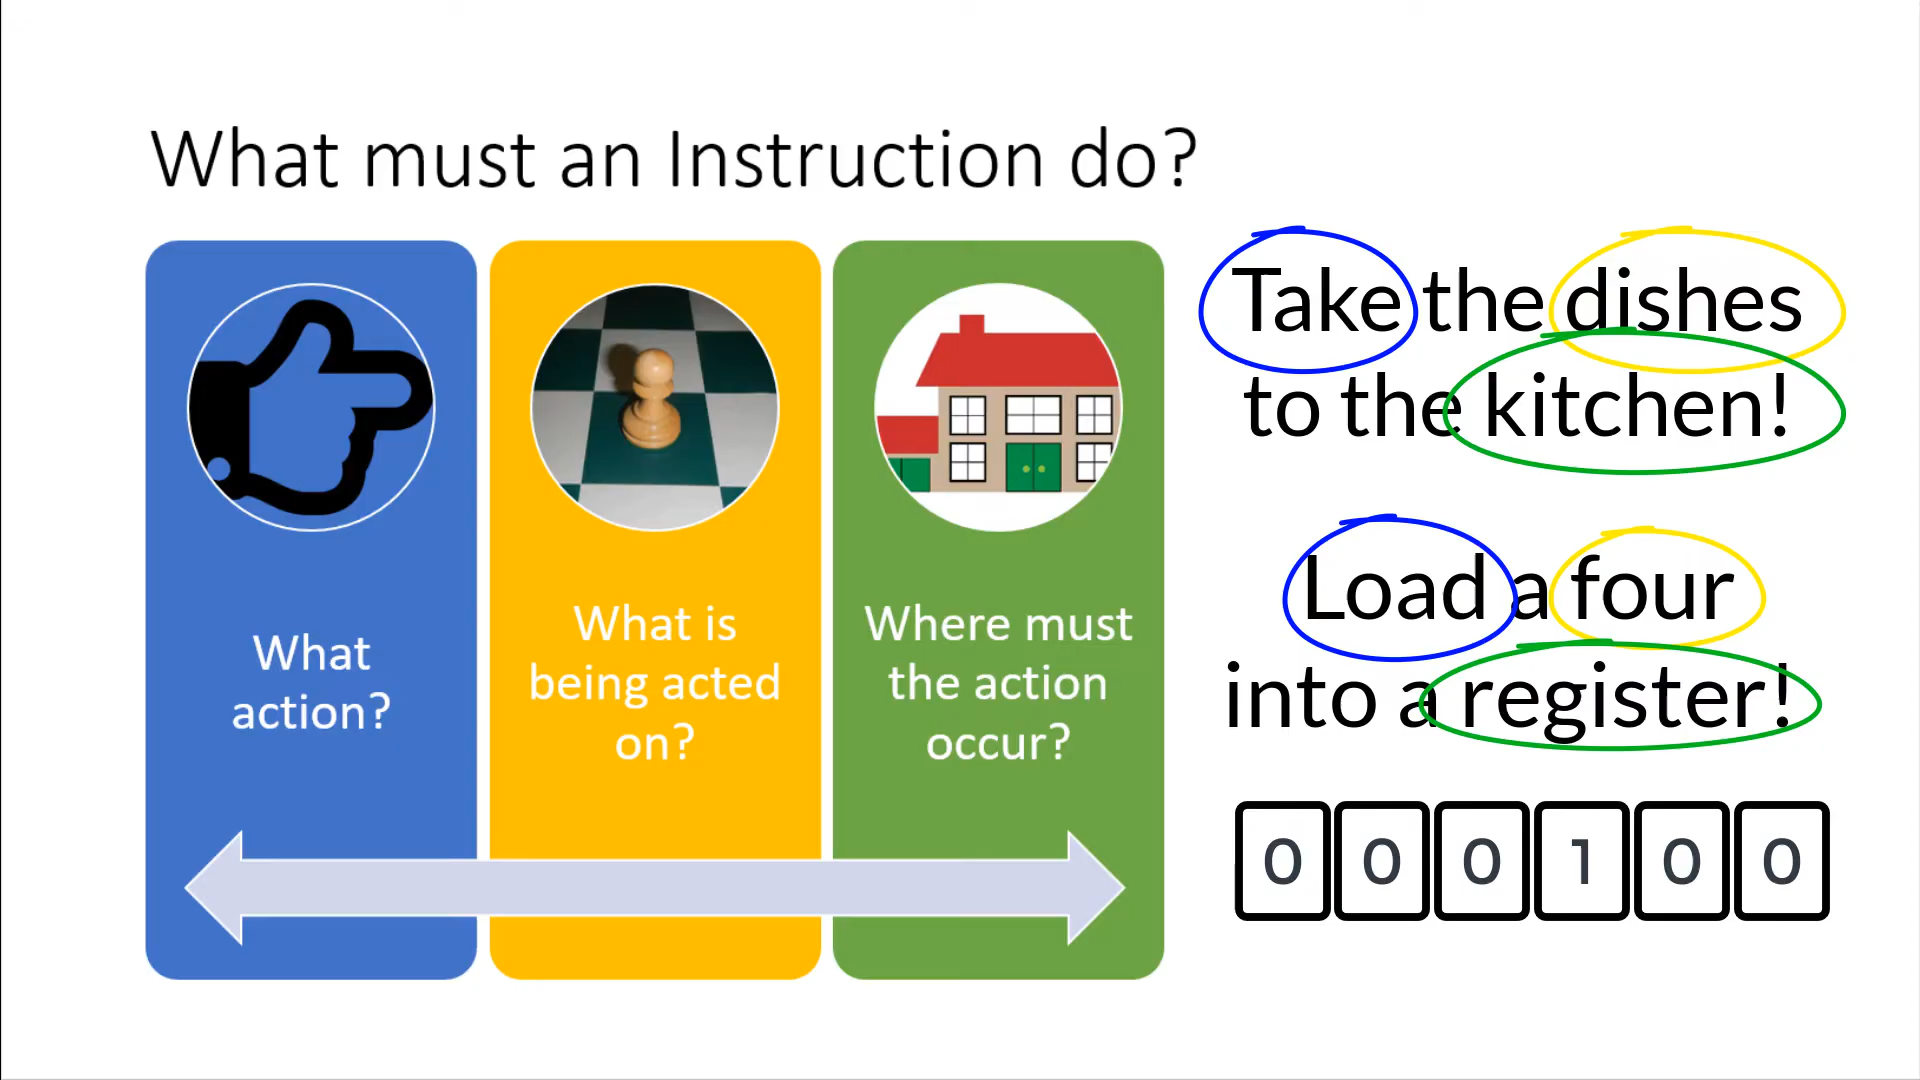 What must an Instruction do?
What
action?
What is
being acted
on?
Where must
the action
occur?
Take the dishes
to the kitchen!
Load a four
into a register!
0 0 0 1 0 0